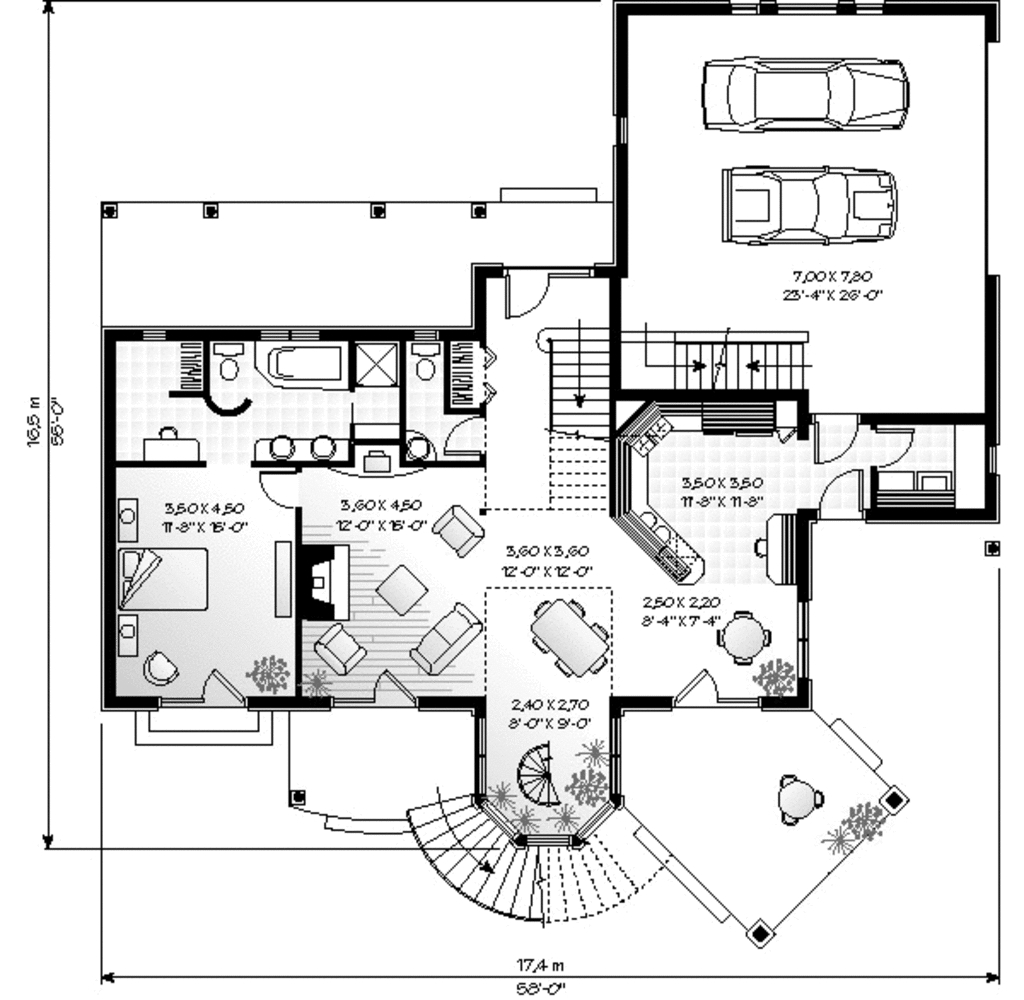 7,00 X 7,80
23'-4" X 26'-0"
16,5 m
55'-0"
3,50 X 4,50
11'-8" X 15'-0"
3,60 X 4,50
12'-0" X 15'-0"
3,50 X 3,50
11'-8" X 11'-8"
3,60 X 3,60
12'-0" X 12'-0"
2,50 X 2,20
8'-4" X 7'-4"
2,40 X 2,70
8'-0" X 9'-0"
17,4 m
58'-0"